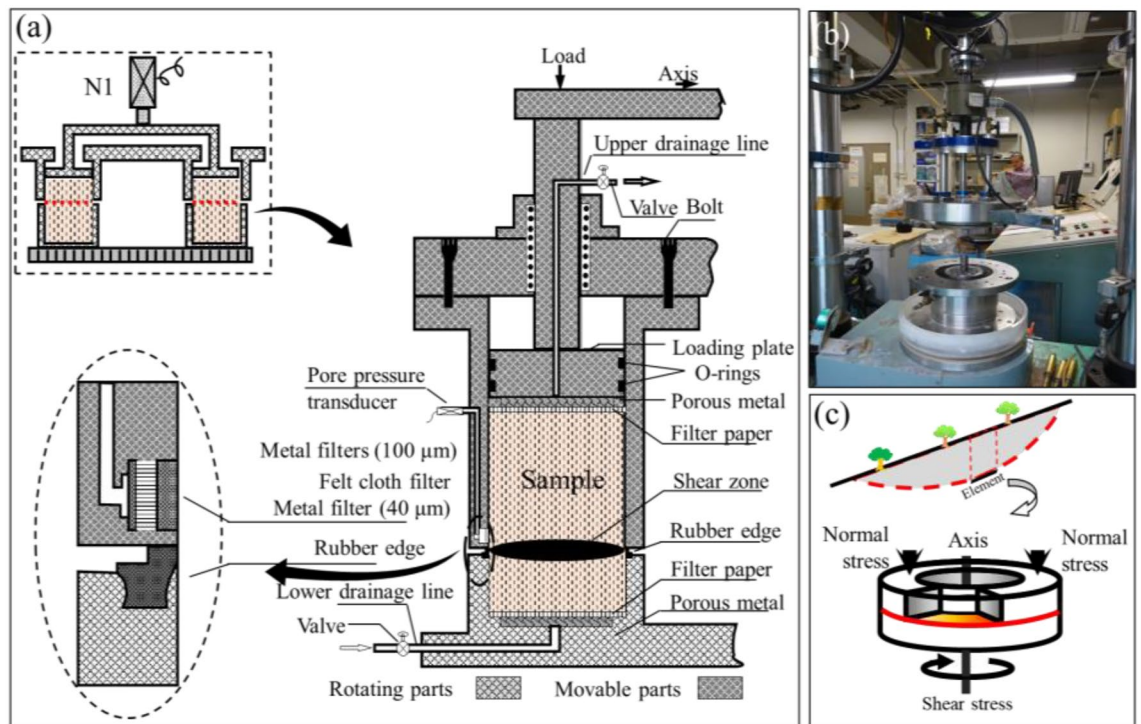 (a)
N1
Load
Axis
Upper drainage line
Valve Bolt
Loading plate
O-rings
Porous metal
Filter paper
Pore pressure
transducer
Metal filters (100 μm)
Felt cloth filter
Metal filter (40 μm)
Sample
Shear zone
Rubber edge
Rubber edge
Filter paper
Lower drainage line
Porous metal
Valve
Rotating parts
Movable parts
(b)
(c)
Element
Normal
stress
Axis
Normal
stress
Shear stress